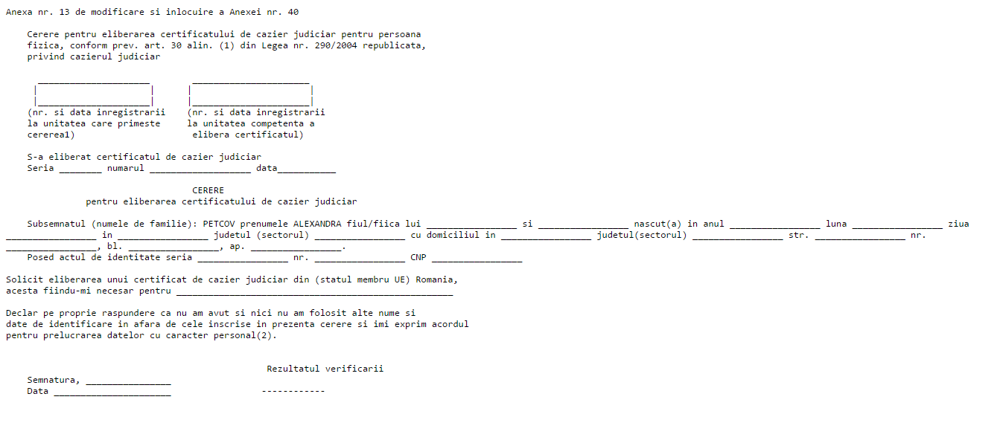 Anexa nr. 13 de modificare si inlocuire a Anexei nr. 40
Cerere pentru eliberarea certificatului de cazier judiciar pentru persoana
fizica, conform prev. art. 30 alin. (1) din Legea nr. 290/2004 republicata,
privind cazierul judiciar
(nr. si data inregistrarii (nr. si data inregistrarii
la unitatea care primeste la unitatea competenta a
cererea1) elibera certificatul)
S-a eliberat certificatul de cazier judiciar
Seria ________ numarul ___________________ data___________
CERERE
pentru eliberarea certificatului de cazier judiciar
Subsemnatul (numele de familie): PETCOV prenumele ALEXANDRA fiul/fiica lui _________________ si _________________ nascut(a) in anul _________________ luna _________________ ziua
_________________ in _________________ judetul (sectorul) _________________ cu domiciliul in _________________ judetul(sectorul) _________________ str. _________________ nr.
_________________, bl. _________________, ap. _________________.
Posed actul de identitate seria _________________ nr. _________________ CNP _________________
Solicit eliberarea unui certificat de cazier judiciar din (statul membru UE) Romania,
acesta fiindu-mi necesar pentru ____________________________________________________
Declar pe proprie raspundere ca nu am avut si nici nu am folosit alte nume si
date de identificare in afara de cele inscrise in prezenta cerere si imi exprim acordul
pentru prelucrarea datelor cu caracter personal(2).
Rezultatul verificarii
Semnatura, ________________
Data ______________________ ------------